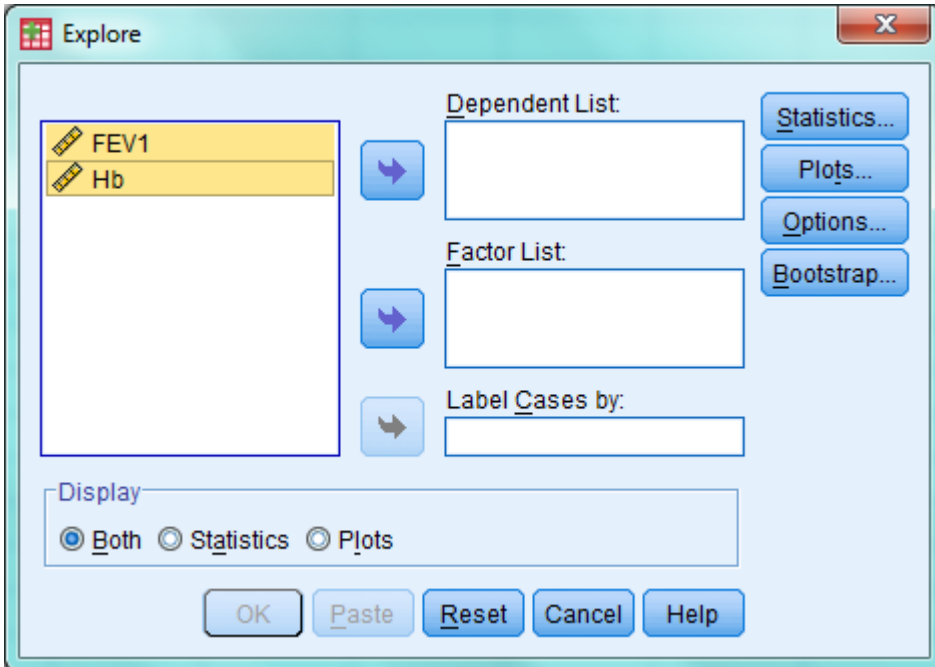 Explore
FEV1
Hb
Dependent List:
Factor List:
Label Cases by:
Statistics...
Plots...
Options...
Bootstrap...
Display
Both Statistics Plots
OK Paste Reset Cancel Help